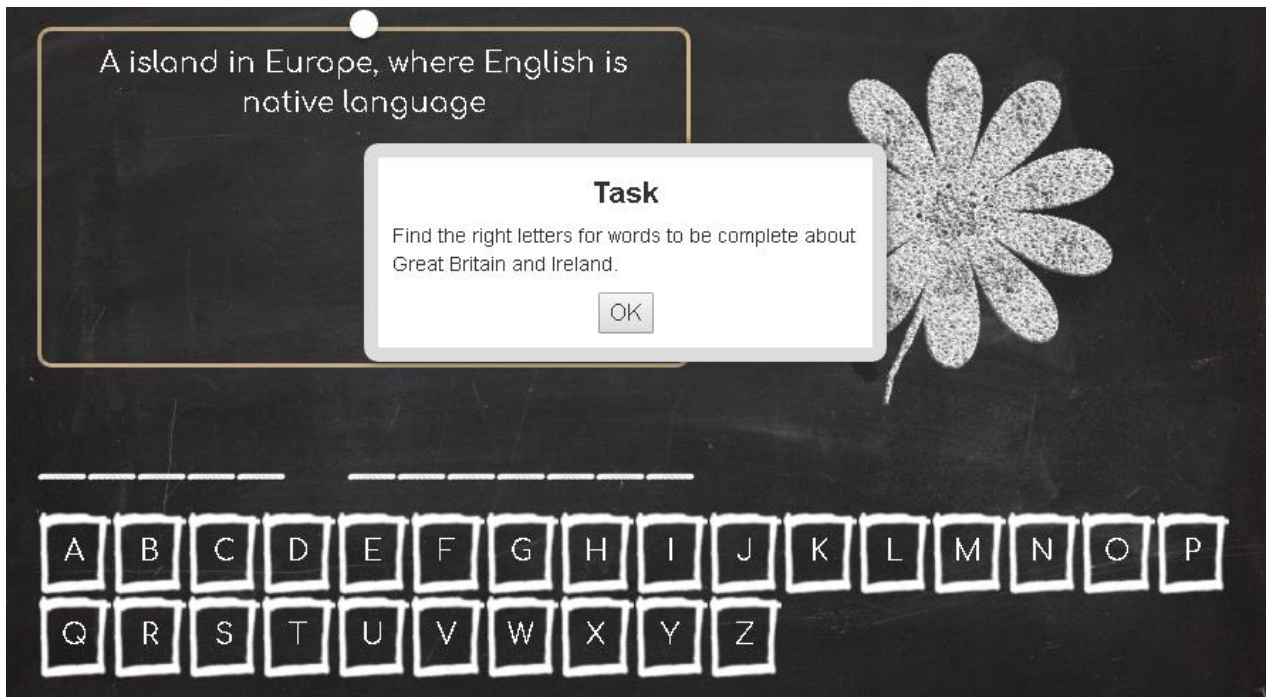 A island in Europe, where English is
native language
Task
Find the right letters for words to be complete about
Great Britain and Ireland.
OK
A B C D E F G H I J K L M N O P
Q R S T U V W X Y Z